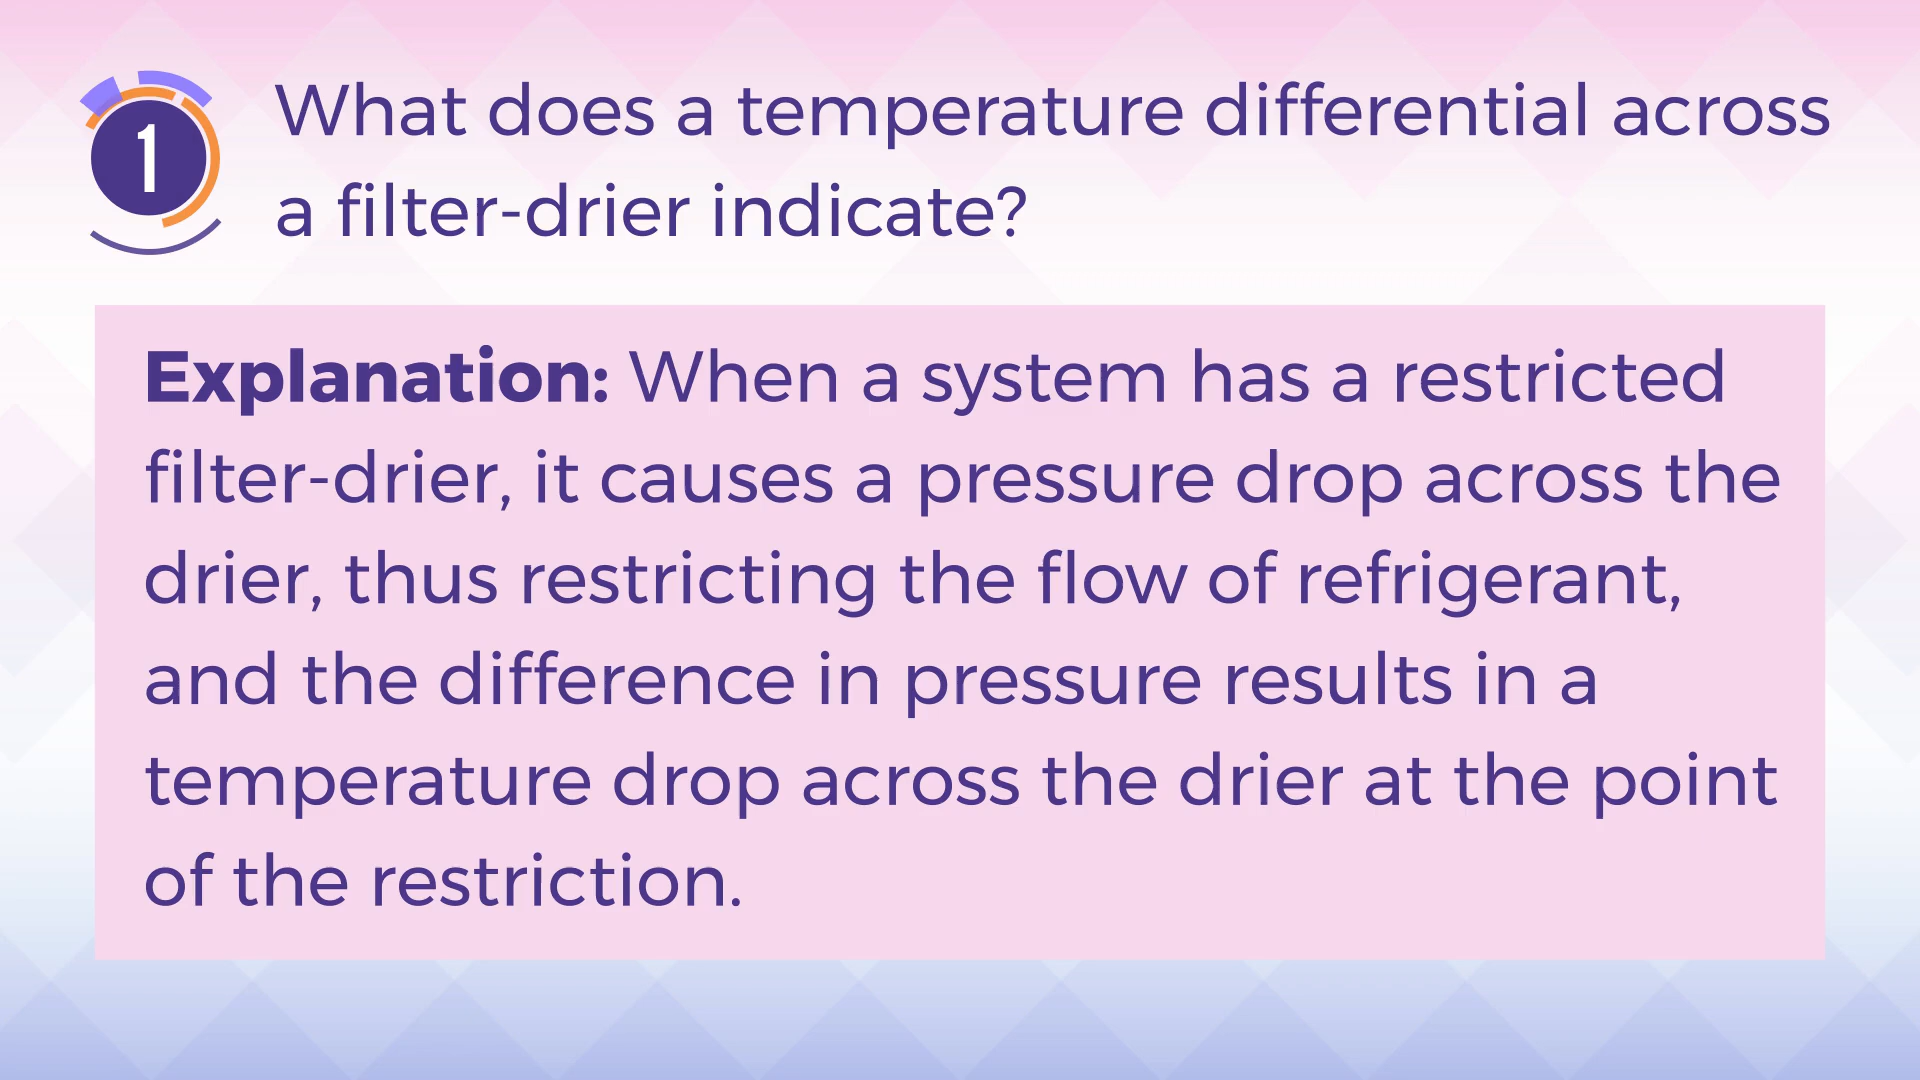 1
What does a temperature differential across
a filter-drier indicate?
Explanation: When a system has a restricted
filter-drier, it causes a pressure drop across the
drier, thus restricting the flow of refrigerant,
and the difference in pressure results in a
temperature drop across the drier at the point
of the restriction.